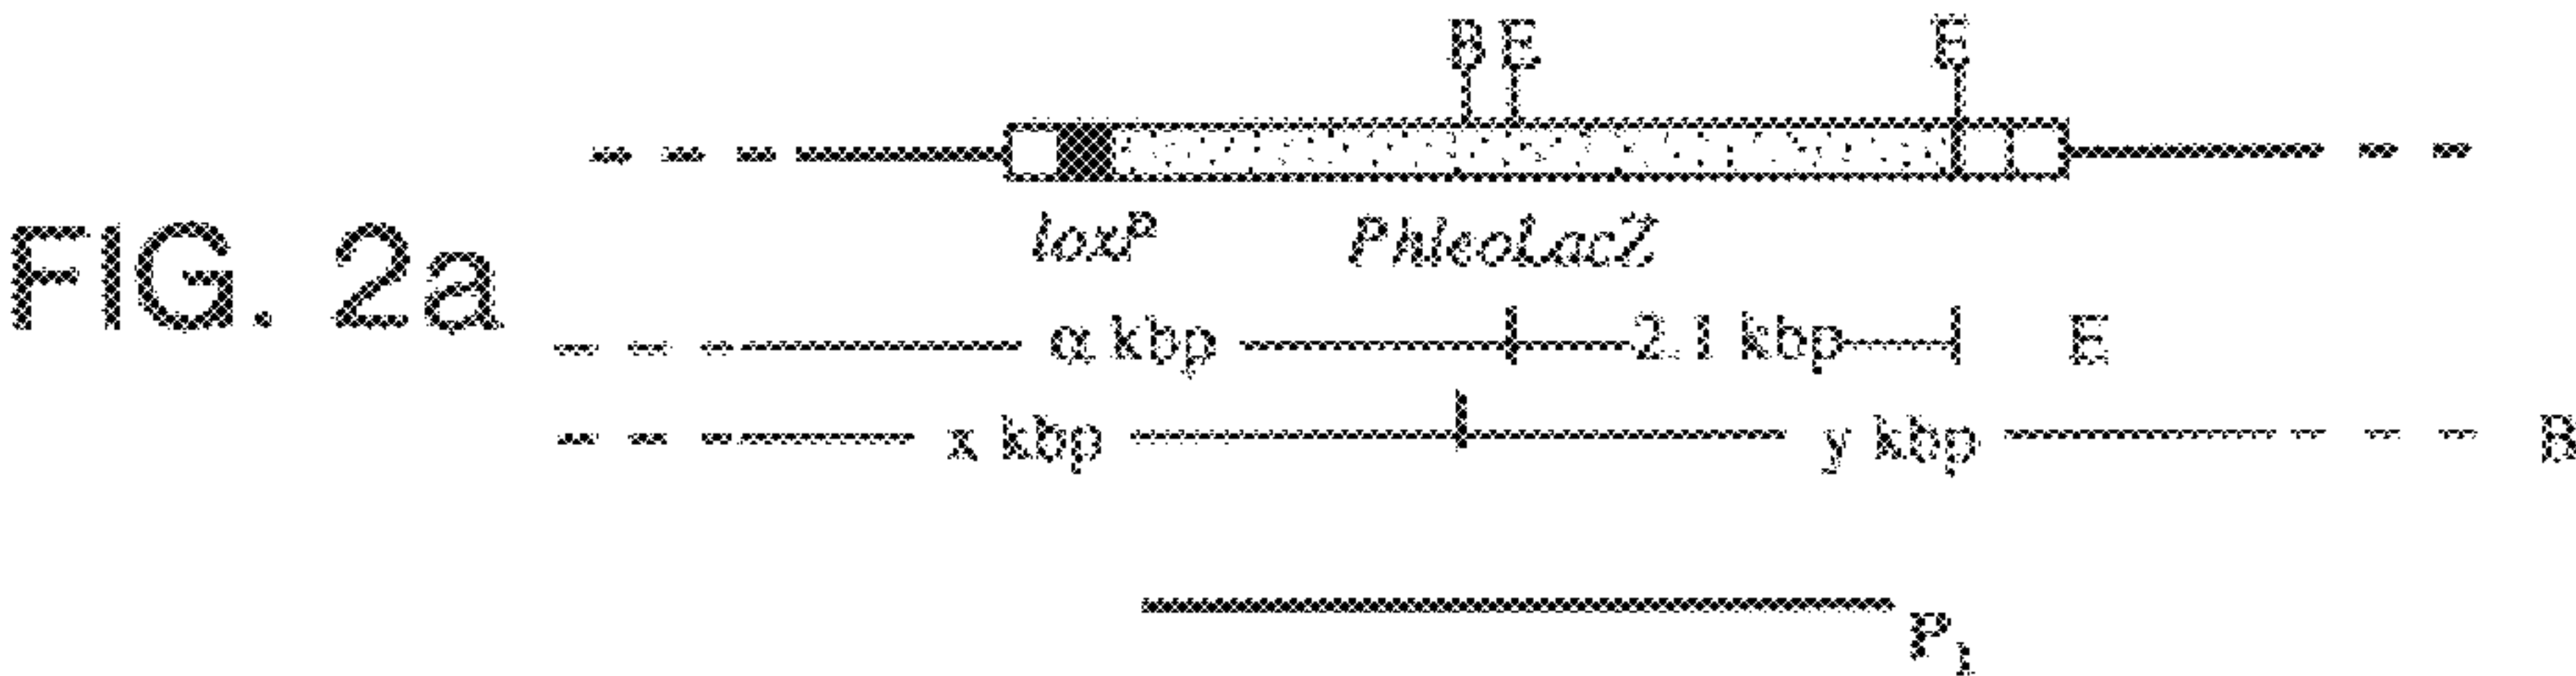 B E E
loxP PhleoLacZ
FIG. 2a
α kbp 2.1 kbp E
x kbp y kbp B
P1